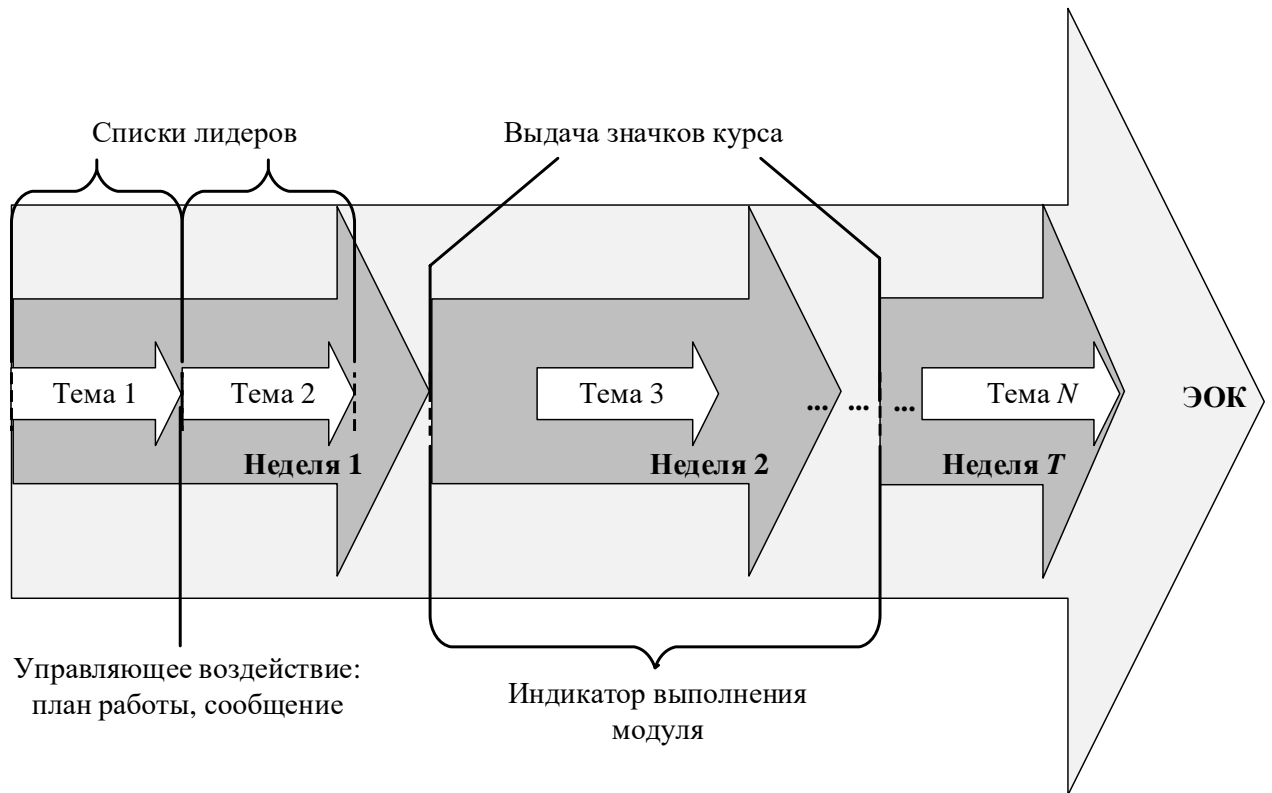 Списки лидеров
Выдача значков курса
Тема 1
Тема 2
Тема 3
... ... ...
Тема N
ЭОК
Неделя 1
Неделя 2
Неделя T
Управляющее воздействие:
план работы, сообщение
Индикатор выполнения
модуля